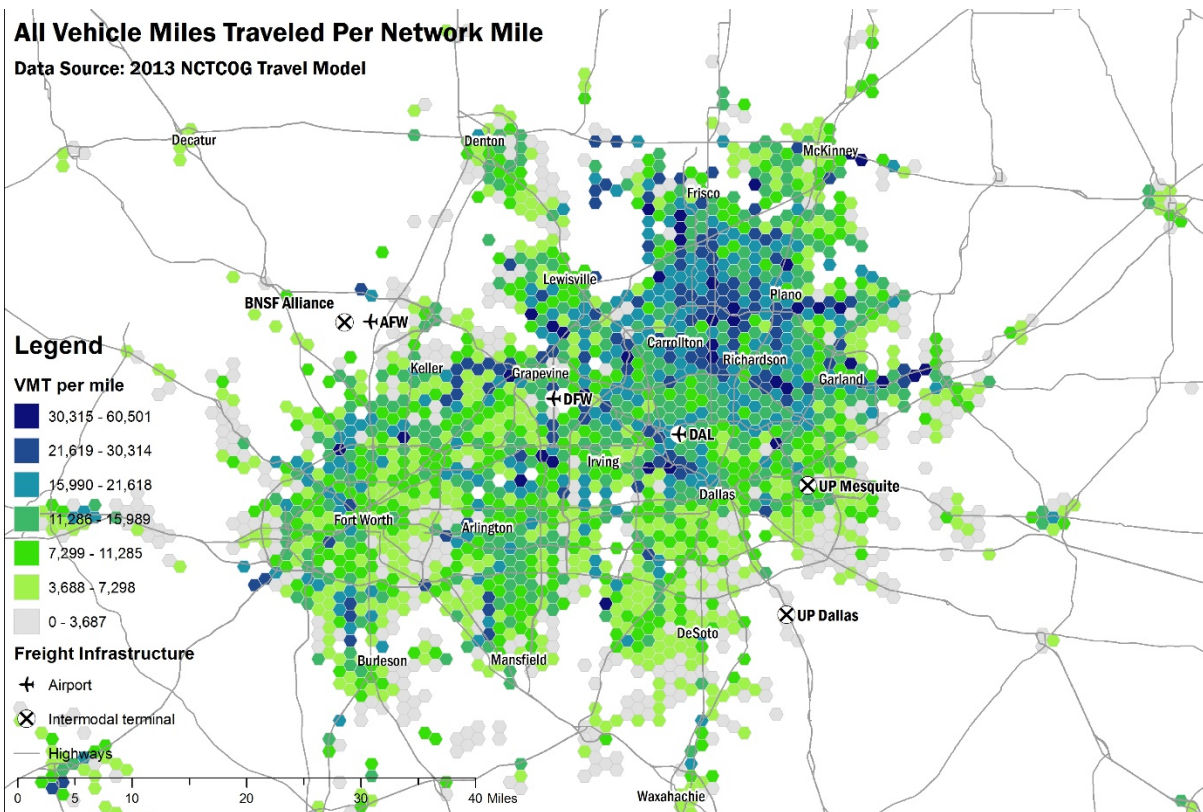 All Vehicle Miles Traveled Per Network Mile
Data Source: 2013 NCTCOG Travel Model
Decatur
Denton
McKinney
Frisco
Lewisville
BNSF Alliance
Plano
AFW
Carrollton
Richardson
Keller
Grapevine
Garland
DFW
DAL
Irving
UP Mesquite
Dallas
Fort Worth
Arlington
UP Dallas
DeSoto
Burleson
Mansfield
Waxahachie
Legend
VMT per mile
30,315 - 60,501
21,619 - 30,314
15,990 - 21,618
11,286 - 15,989
7,299 - 11,285
3,688 - 7,298
0 - 3,687
Freight Infrastructure
Airport
Intermodal terminal
Highways
0 5 10 20 30 40 Miles